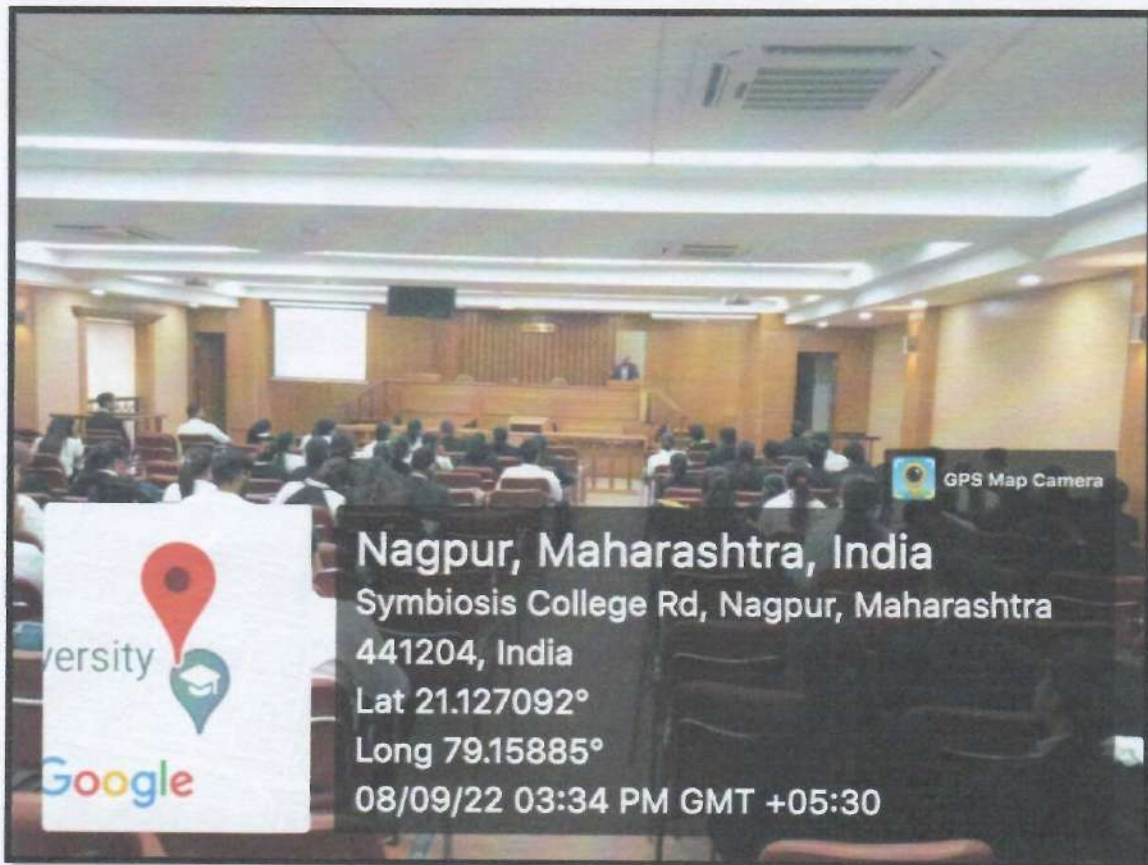 GPS Map Camera
Nagpur, Maharashtra, India
Symbiosis College Rd, Nagpur, Maharashtra
441204, India
Lat 21.127092°
Long 79.15885°
08/09/22 03:34 PM GMT +05:30
versity
Google